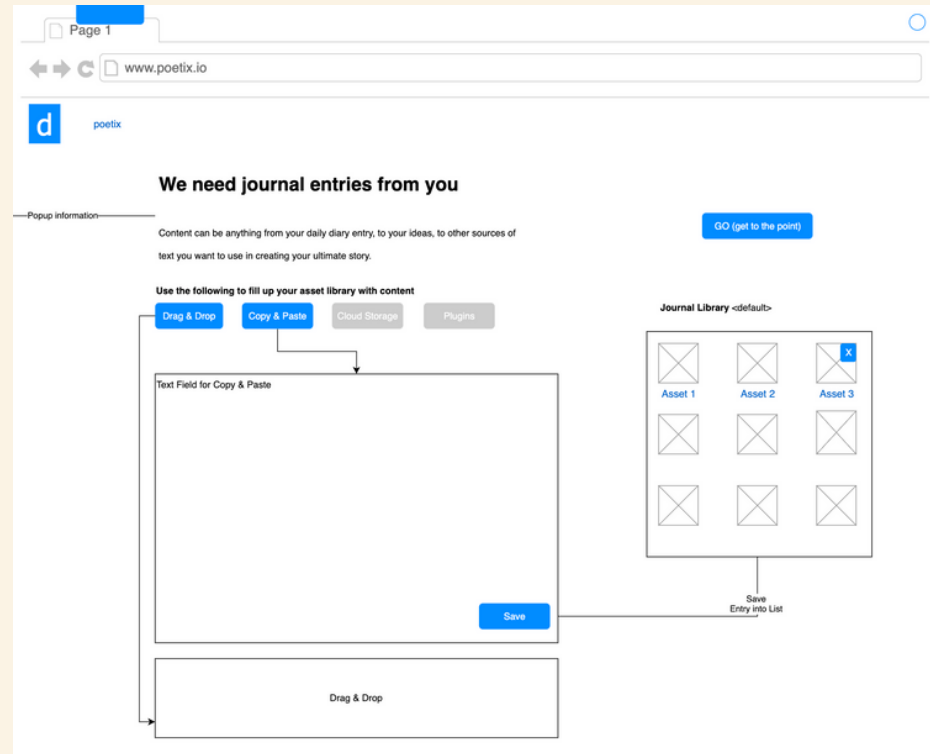 Page 1
www.poetix.io
d
poetix
We need journal entries from you
Popup information
Content can be anything from your daily diary entry, to your ideas, to other sources of
text you want to use in creating your ultimate story.
GO (get to the point)
Use the following to fill up your asset library with content
Drag & Drop
Copy & Paste
Cloud Storage
Plugins
Journal Library <default>
X
Asset 1
Asset 2
Asset 3
Text Field for Copy & Paste
Save
Save
Entry into List
Drag & Drop